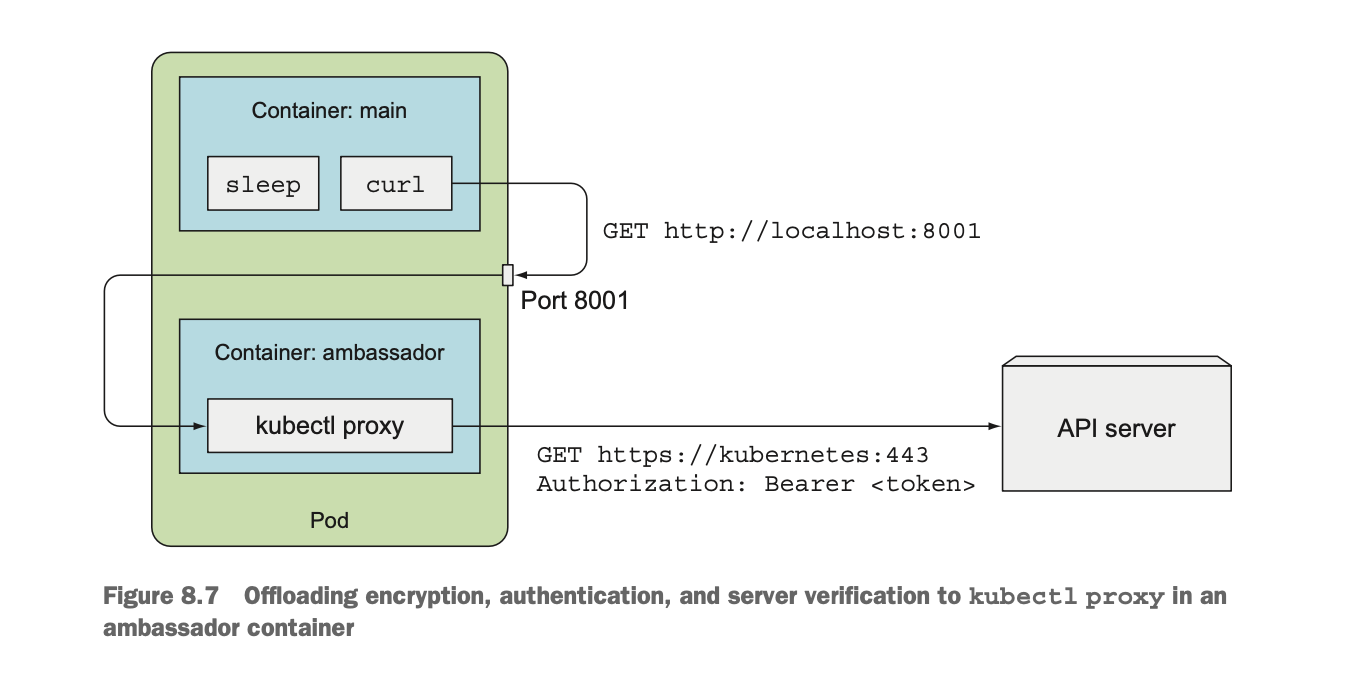 Container: main
sleep
curl
GET http://localhost:8001
Port 8001
Container: ambassador
kubectl proxy
API server
GET https://kubernetes:443
Authorization: Bearer <token>
Pod
Figure 8.7 Offloading encryption, authentication, and server verification to kubectl proxy in an
ambassador container